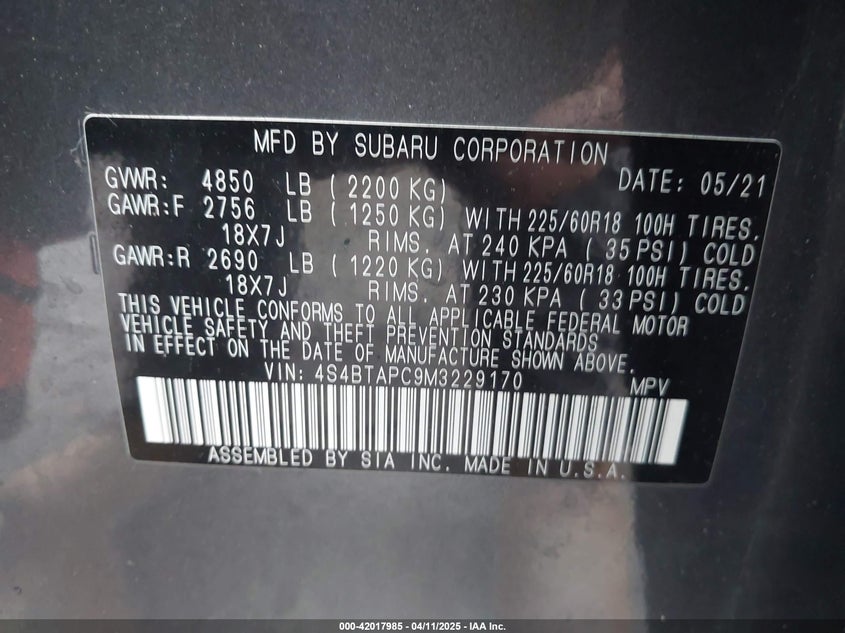 MFD BY SUBARU CORPORATION
GVWR: 4850 LB ( 2200 KG) DATE: 05/21
GAWR:F 2756 LB ( 1250 KG) WITH 225/60R18 100H TIRES.
18X7J RIMS. AT 240 KPA ( 35 PSI) COLD
GAWR:R 2690 LB ( 1220 KG) WITH 225/60R18 100H TIRES.
18X7J RIMS. AT 230 KPA ( 33 PSI) COLD
THIS VEHICLE CONFORMS TO ALL APPLICABLE FEDERAL MOTOR
VEHICLE SAFETY AND THEFT PREVENTION STANDARDS
IN EFFECT ON THE DATE OF MANUFACTURE SHOWN ABOVE.
VIN: 4S4BTAPC9M3229170 MPV
ASSEMBLED BY SIA INC. MADE IN U.S.A.
000-42017985 - 04/11/2025 - IAA Inc.